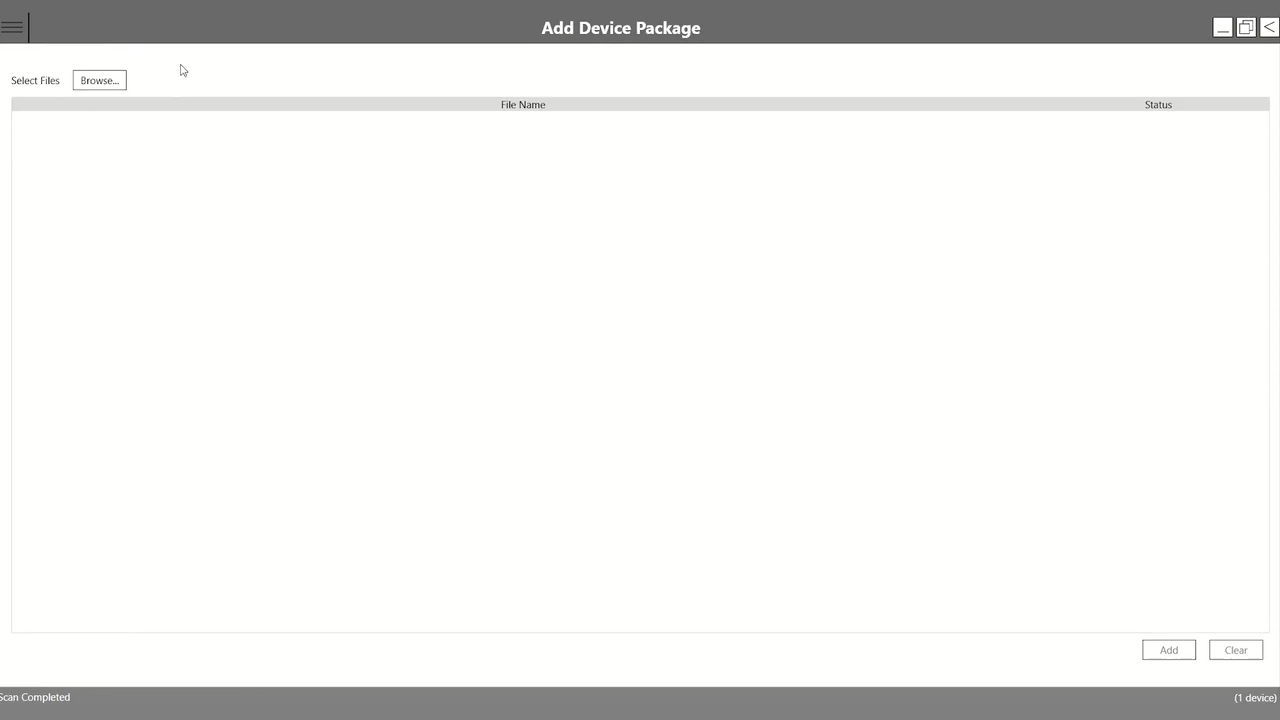 Add Device Package
Select Files Browse...
File Name Status
Add Clear
Scan Completed (1 device)